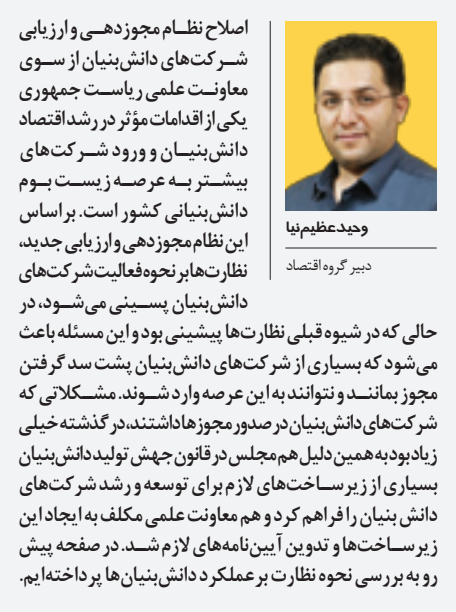 اصلاح نظام مجوزدهی و ارزیابی
شرکت‌های دانش‌بنیان از سوی
معاونت علمی ریاست جمهوری
یکی از اقدامات مؤثر در رشد اقتصاد
دانش‌بنیان و ورود شرکت‌های
بیشتر به عرصه زیست بوم
دانش‌بنیانی کشور است. براساس
این نظام مجوزدهی و ارزیابی جدید،
نظارت‌ها بر نحوه فعالیت شرکت‌های
دانش‌بنیان پسینی می‌شود، در
حالی که در شیوه قبلی نظارت‌ها پیشینی بود و این مسئله باعث
می‌شود که بسیاری از شرکت‌های دانش‌بنیان پشت سد گرفتن
مجوز بمانند و نتوانند به این عرصه وارد شوند. مشکلاتی که
شرکت‌های دانش‌بنیان در صدور مجوزها داشتند، در گذشته خیلی
زیاد بود به همین دلیل هم مجلس در قانون جهش تولید دانش‌بنیان
بسیاری از زیرساخت‌های لازم برای توسعه و رشد شرکت‌های
دانش بنیان را فراهم کرد و هم معاونت علمی مکلف به ایجاد این
زیرساخت‌ها و تدوین آیین‌نامه‌های لازم شد. در صفحه پیش
رو به بررسی نحوه نظارت بر عملکرد دانش‌بنیان‌ها پرداخته‌ایم.
وحید عظیم‌نیا
دبیر گروه اقتصاد